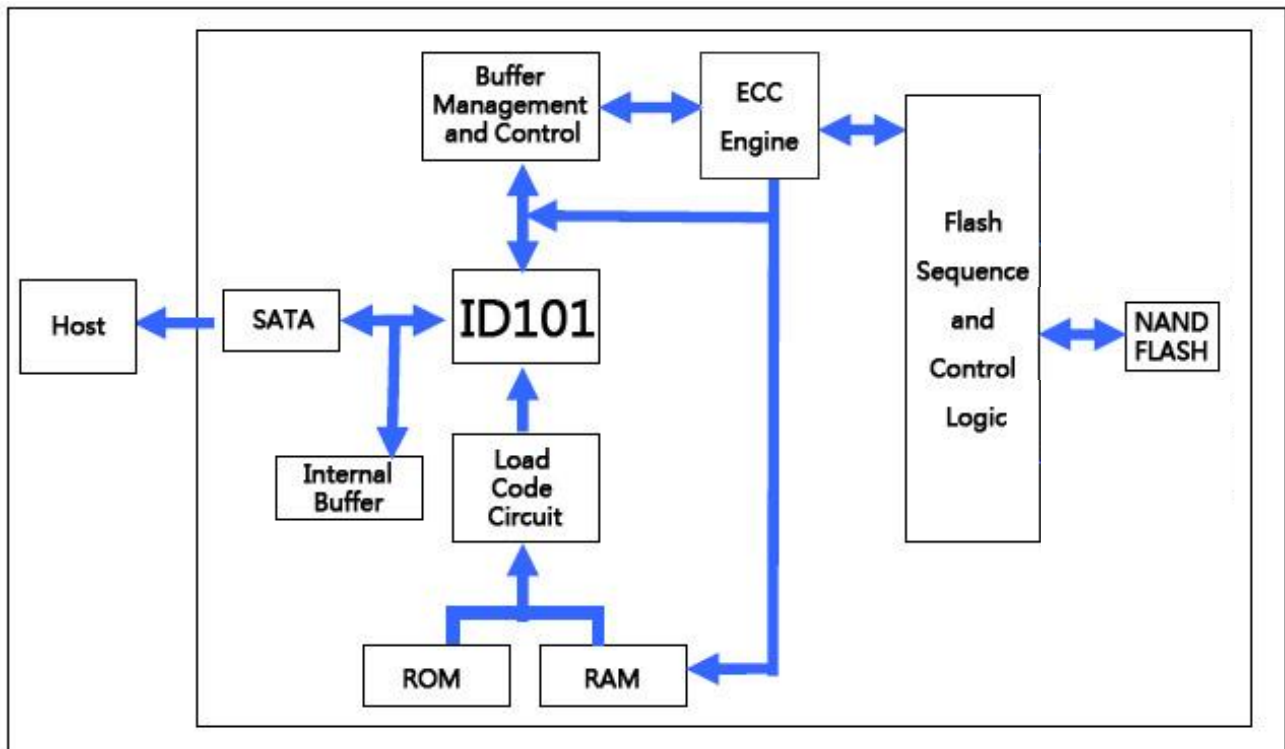 Buffer
Management
and Control
ECC
Engine
Flash
Sequence
and
Control
Logic
Host
SATA
ID101
NAND
FLASH
Internal
Buffer
Load
Code
Circuit
ROM
RAM